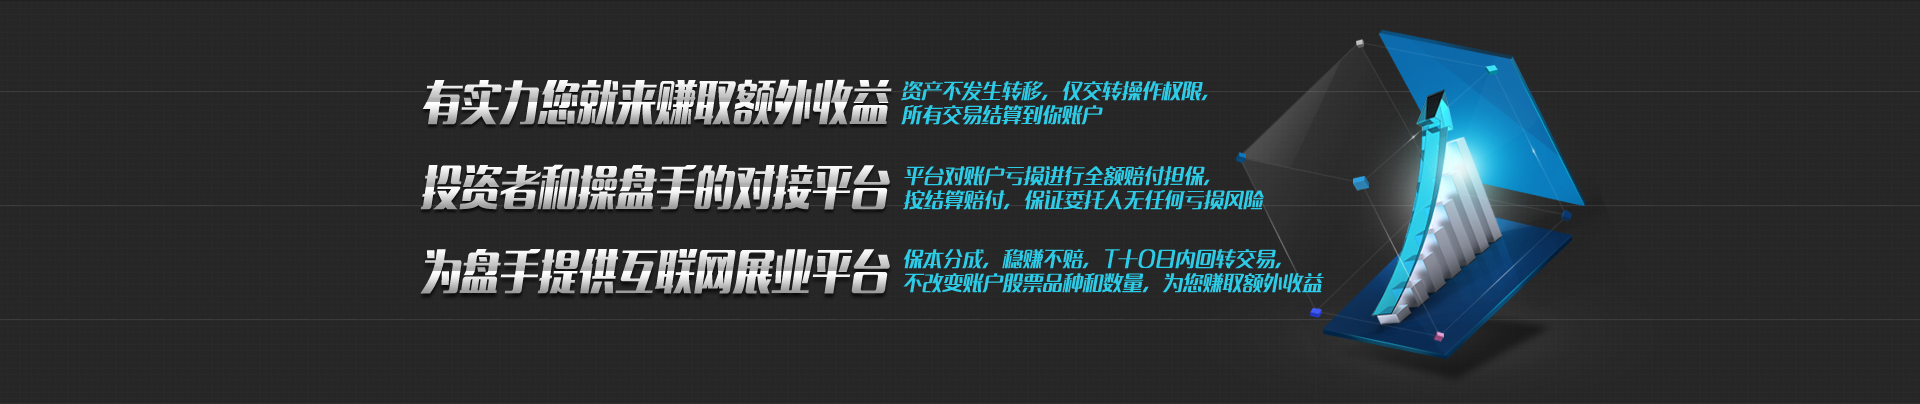 有实力您就来赚取额外收益
资产不发生转移，仅交转操作权限，
所有交易结算到你账户
投资者和操盘手的对接平台
平台对账户亏损进行全额赔付担保，
按结算赔付，保证委托人无任何亏损风险
为盘手提供互联网展业平台
保本分成，稳赚不赔，T+0日内回转交易，
不改变账户股票品种和数量，为您赚取额外收益